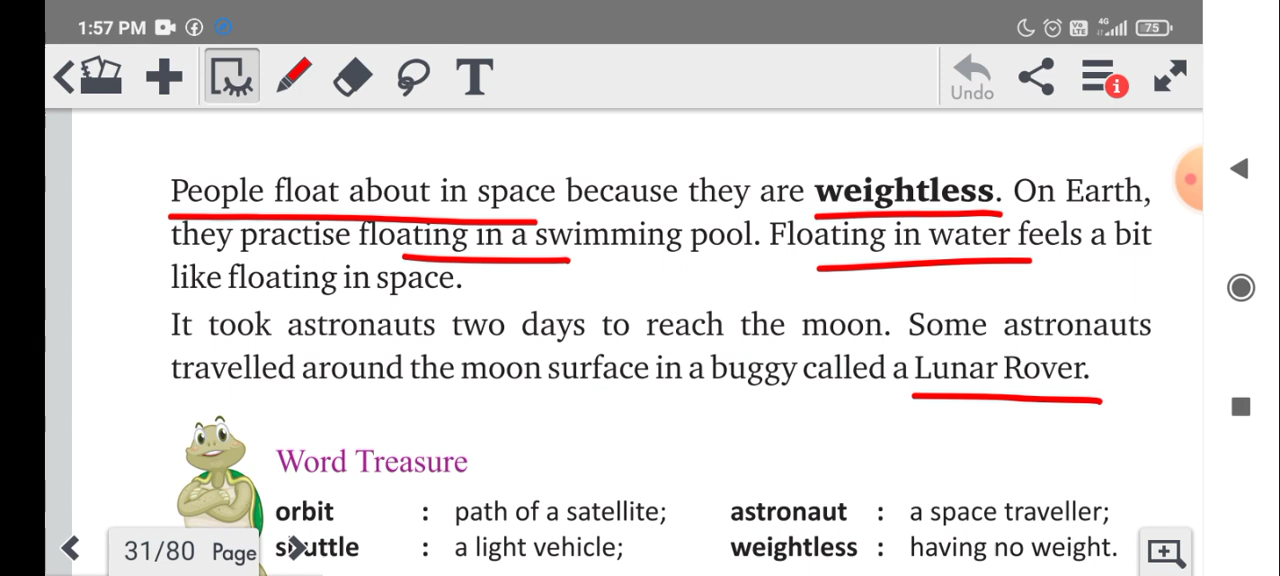 1:57 PM
4G 75
Undo
T
People float about in space because they are weightless. On Earth,
they practise floating in a swimming pool. Floating in water feels a bit
like floating in space.
It took astronauts two days to reach the moon. Some astronauts
travelled around the moon surface in a buggy called a Lunar Rover.
Word Treasure
orbit : path of a satellite; astronaut : a space traveller;
shuttle : a light vehicle; weightless : having no weight.
31/80 Page